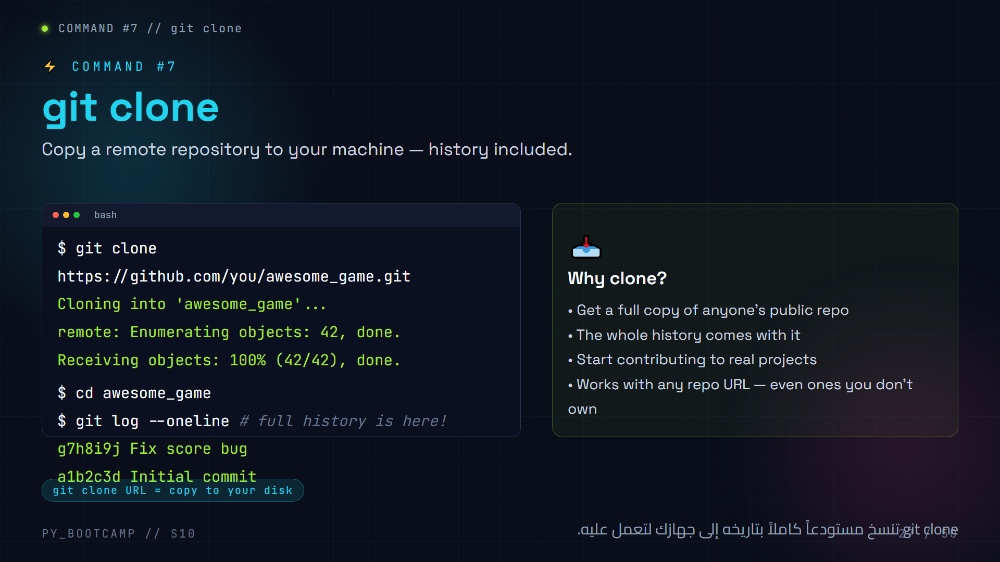 COMMAND #7 // git clone
⚡ COMMAND #7
git clone
Copy a remote repository to your machine — history included.
bash
$ git clone
https://github.com/you/awesome_game.git
Cloning into 'awesome_game'...
remote: Enumerating objects: 42, done.
Receiving objects: 100% (42/42), done.
$ cd awesome_game
$ git log --oneline # full history is here!
g7h8i9j Fix score bug
a1b2c3d Initial commit
git clone URL = copy to your disk
Why clone?
• Get a full copy of anyone's public repo
• The whole history comes with it
• Start contributing to real projects
• Works with any repo URL — even ones you don't
own
PY_BOOTCAMP // S10
git clone تنسخ مستودعاً كاملاً بتاريخه إلى جهازك لتعمل عليه.